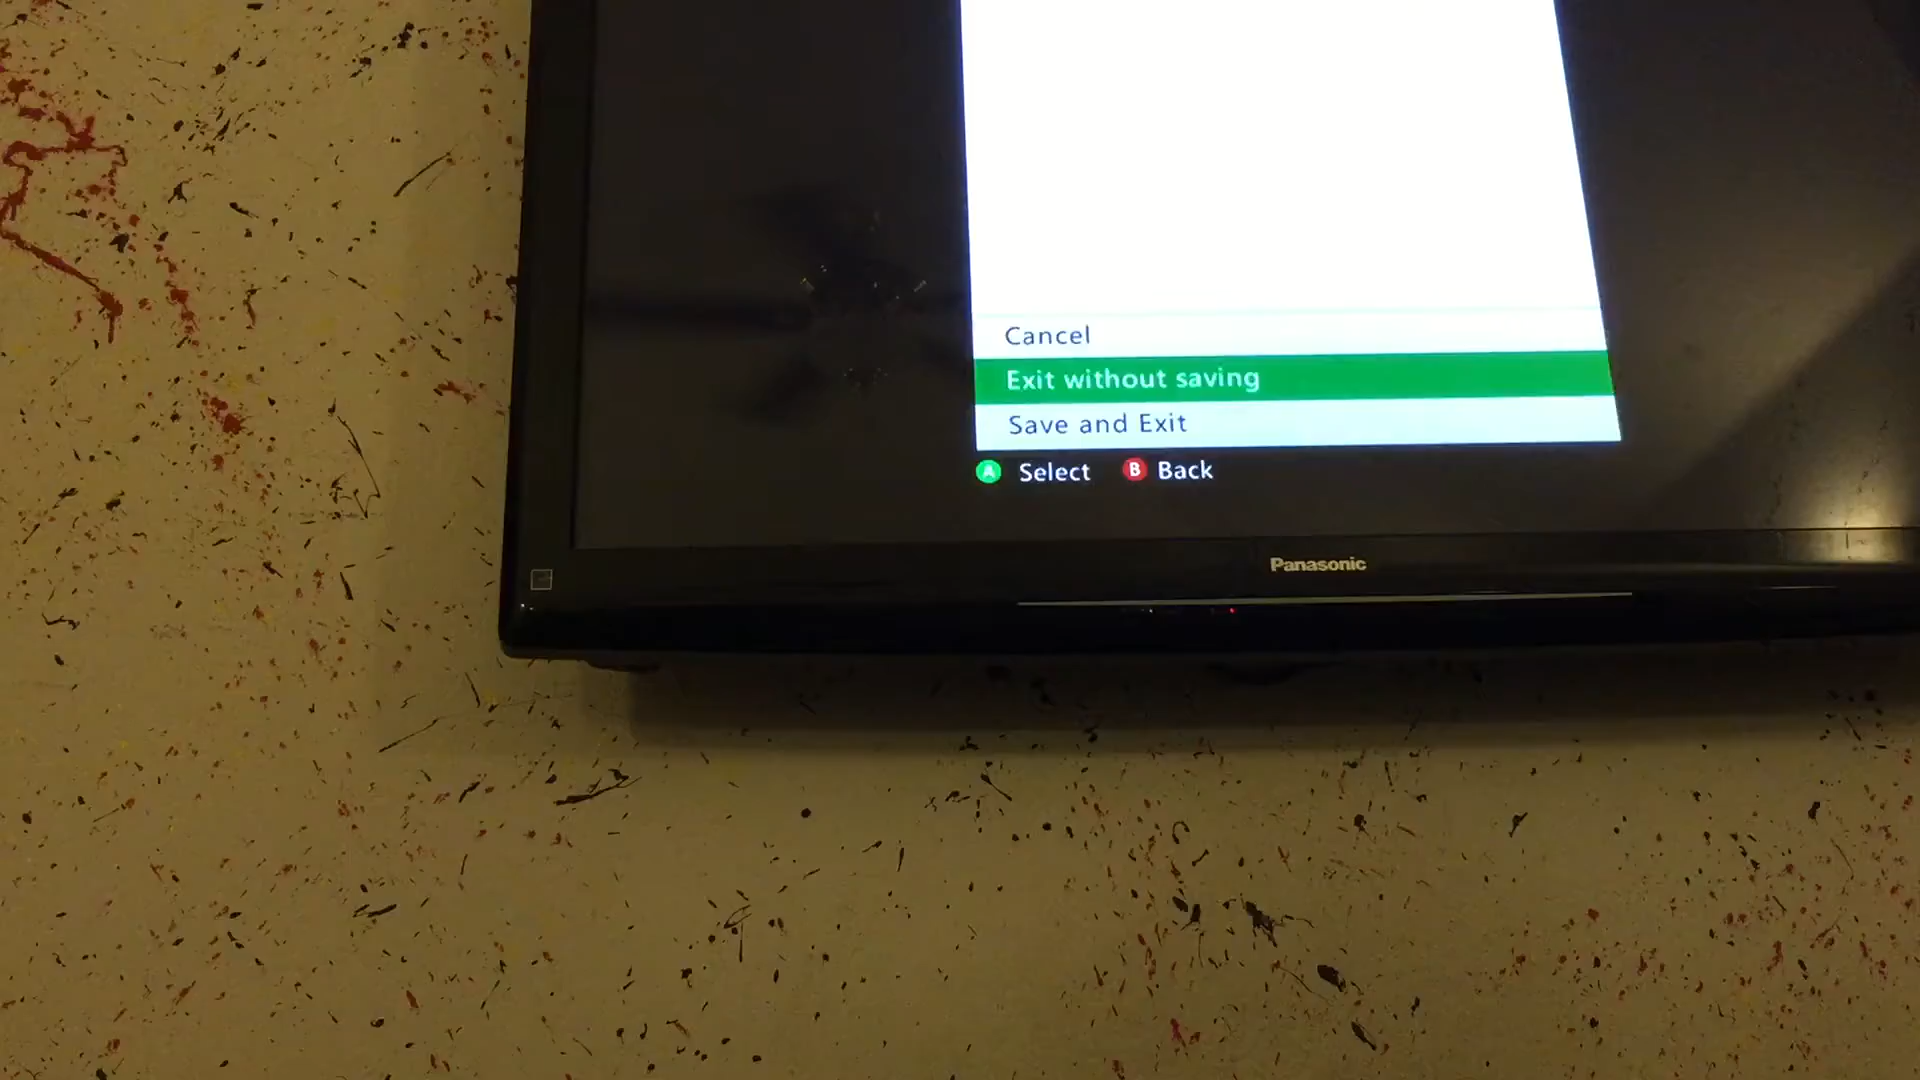 Cancel
Exit without saving
Save and Exit
A Select B Back
Panasonic